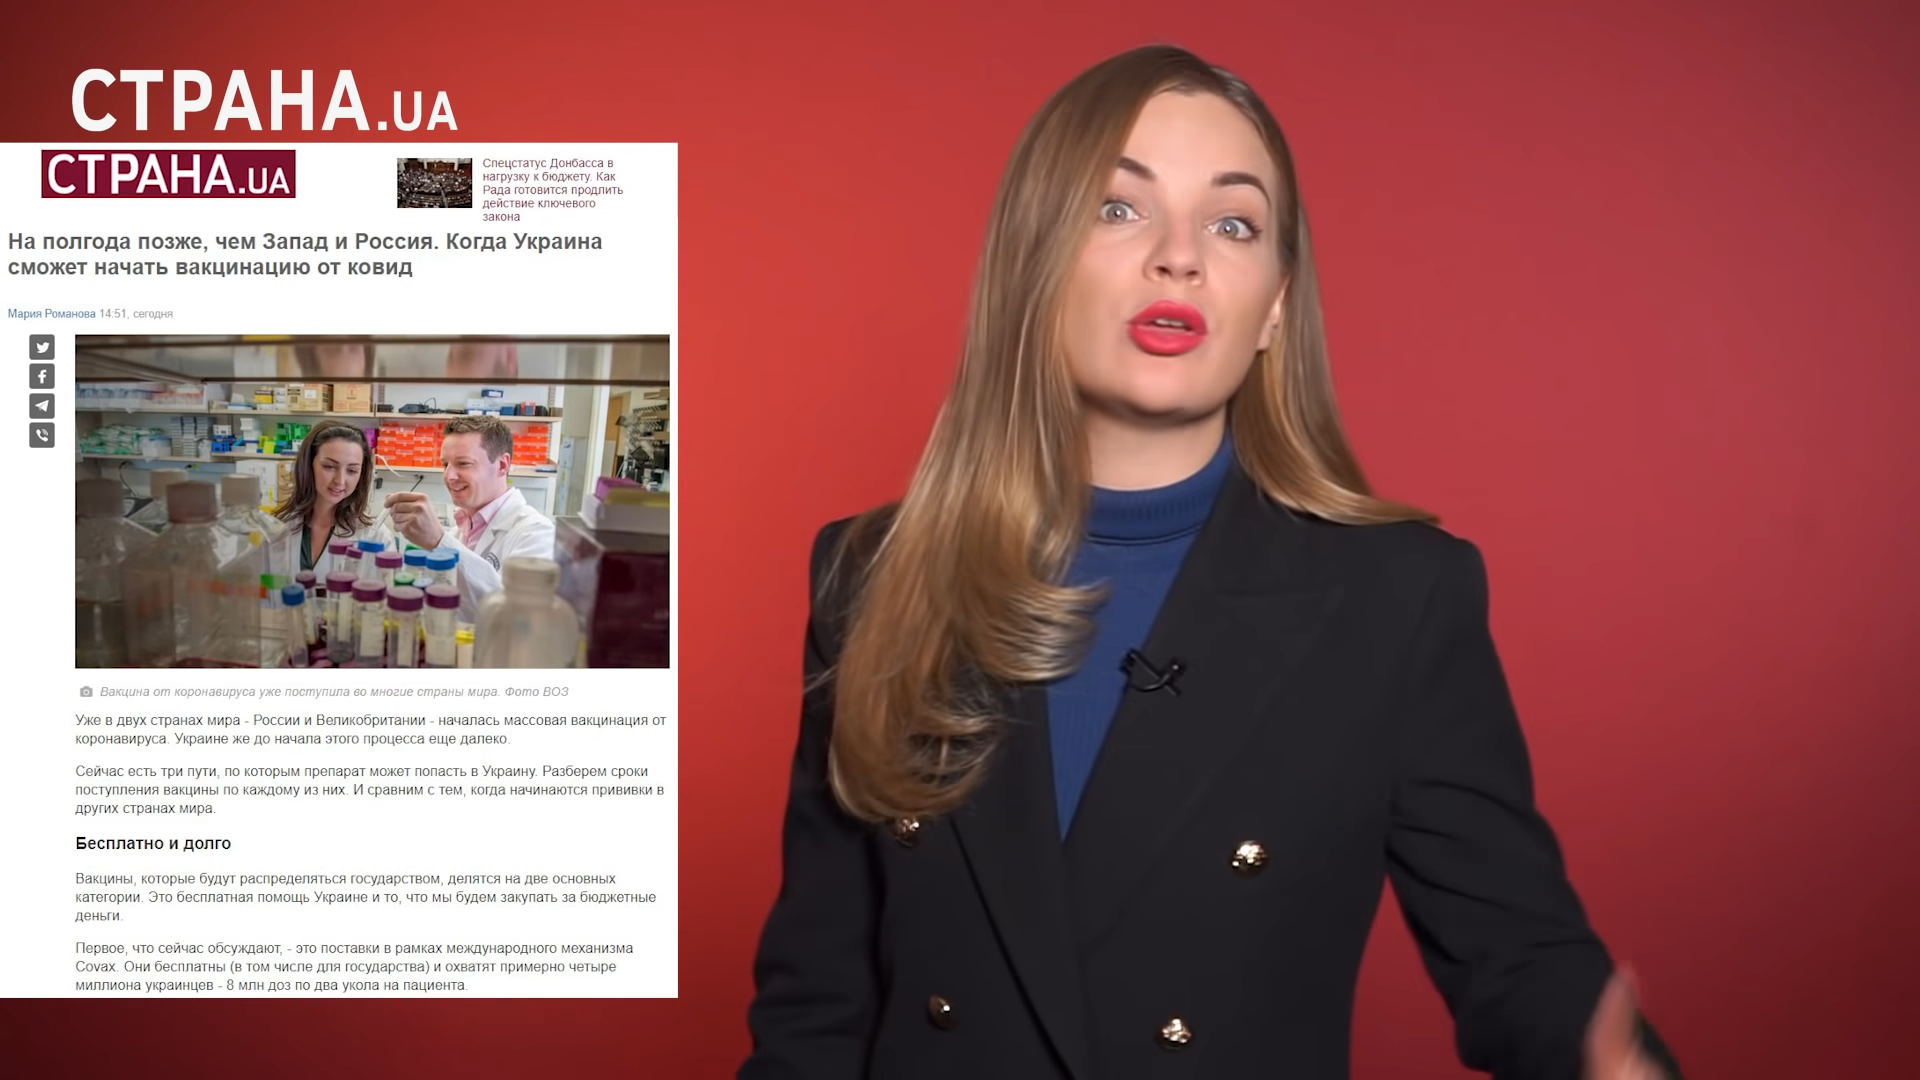 СТРАНА.UA
СТРАНА.UA
Спецстатус Донбасса в
нагрузку к бюджету. Как
Рада готовится продлить
действие ключевого
закона
На полгода позже, чем Запад и Россия. Когда Украина
сможет начать вакцинацию от ковид
Мария Романова 14:51, сегодня
Вакцина от коронавируса уже поступила во многие страны мира. Фото ВОЗ
Уже в двух странах мира - России и Великобритании - началась массовая вакцинация от
коронавируса. Украине же до начала этого процесса еще далеко.
Сейчас есть три пути, по которым препарат может попасть в Украину. Разберем сроки
поступления вакцины по каждому из них. И сравним с тем, когда начинаются прививки в
других странах мира.
Бесплатно и долго
Вакцины, которые будут распределяться государством, делятся на две основных
категории. Это бесплатная помощь Украине и то, что мы будем закупать за бюджетные
деньги.
Первое, что сейчас обсуждают, - это поставки в рамках международного механизма
Covax. Они бесплатны (в том числе для государства) и охватят примерно четыре
миллиона украинцев - 8 млн доз по два укола на пациента.